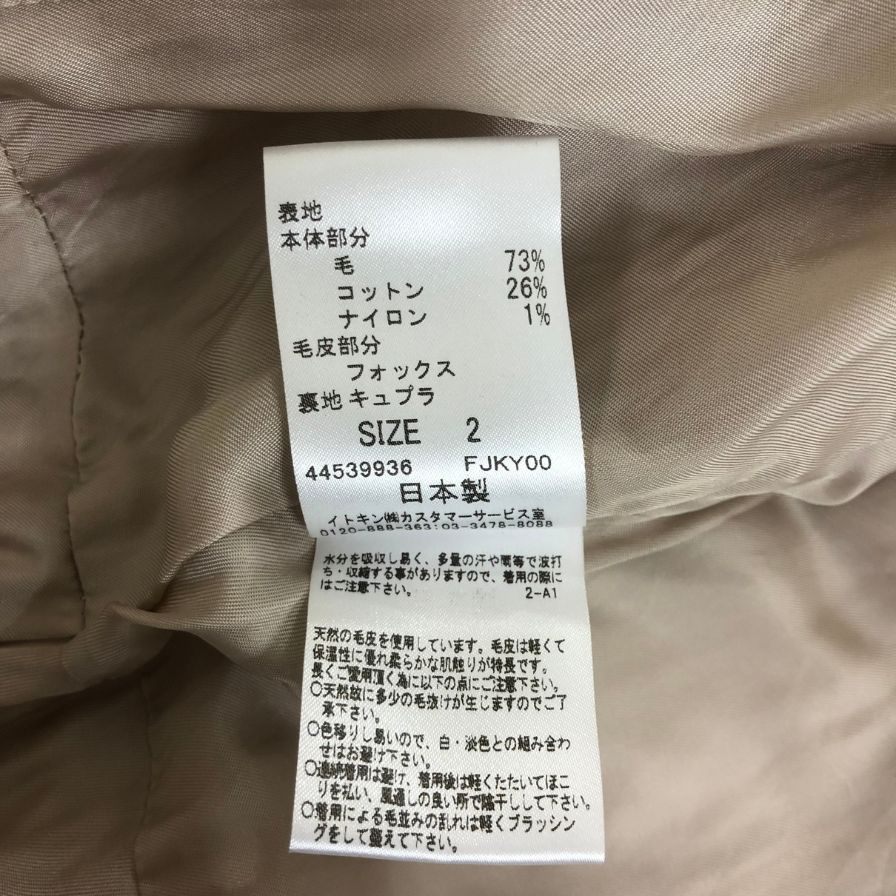 表地
本体部分
毛 73%
コットン 26%
ナイロン 1%
毛皮部分
フォックス
裏地 キュプラ
SIZE 2
44539936 FJKY00
日本製
イトキン㈱カスタマーサービス室
0120-888-363:03-3478-8088
水分を吸収し易く、多量の汗や雨等で波打
ち・収縮する事がありますので、着用の際に
はご注意下さい。 2-A1
天然の毛皮を使用しています。毛皮は軽くて
保温性に優れ柔らかな肌触りが特長です。
長くご愛用頂く為に以下の点にご注意下さい。
○天然故に多少の毛抜けが生じますのでご了
承下さい。
○色移りし易いので、白・淡色との組み合わ
せはお避け下さい。
○連続着用は避け、着用後は軽くたたいてほこ
りを払い、風通しの良い所で陰干しして下さい。
○着用による毛並みの乱れは軽くブラッシン
グをして整えて下さい。